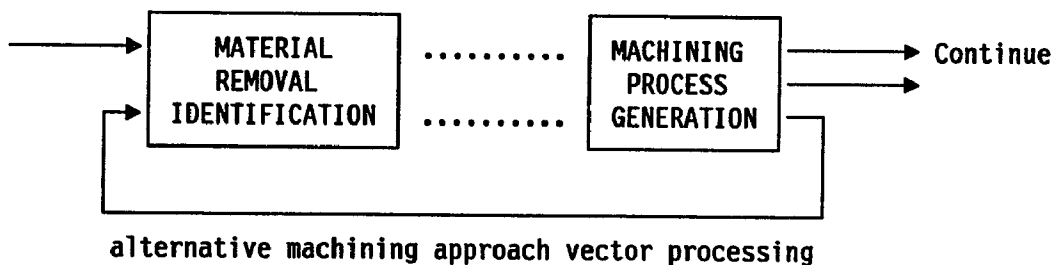 MATERIAL
REMOVAL
IDENTIFICATION
..........
..........
MACHINING
PROCESS
GENERATION
Continue
alternative machining approach vector processing